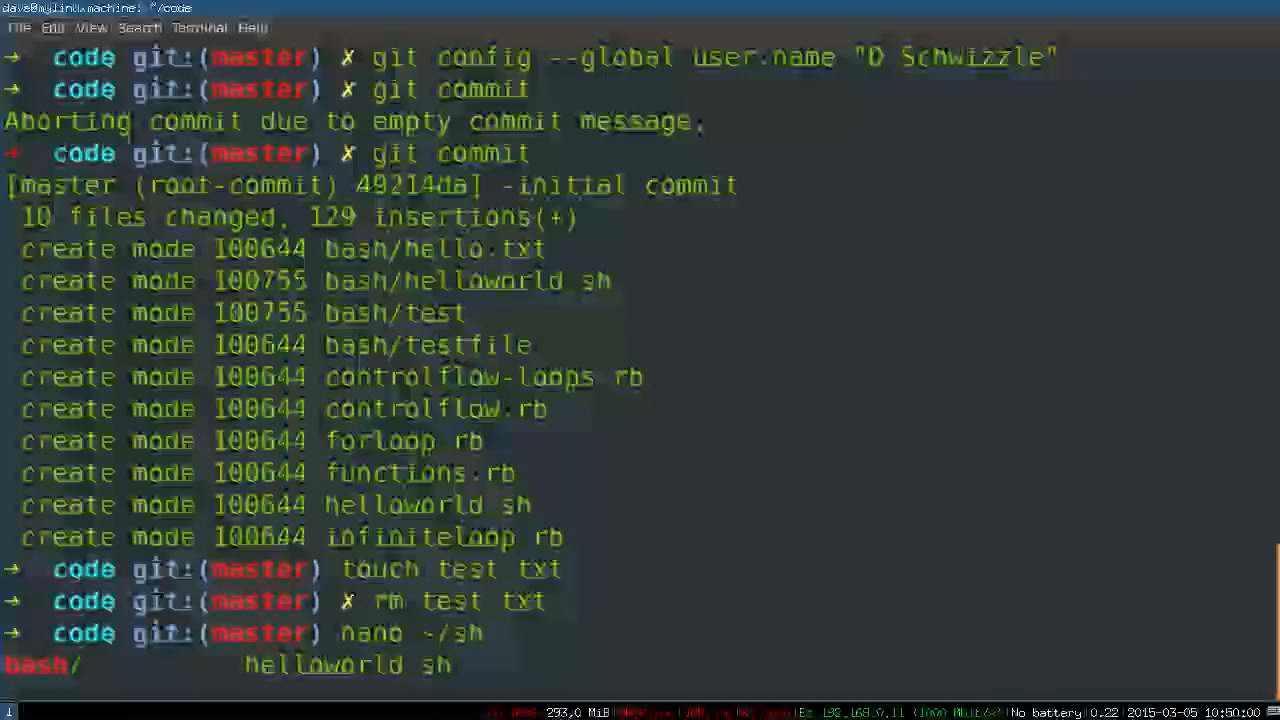 dave@mylinuxmachine: ~/code
File Edit View Search Terminal Help
→ code git:(master) ✗ git config --global user.name "D Schwizzle"
→ code git:(master) ✗ git commit
Aborting commit due to empty commit message.
→ code git:(master) ✗ git commit
[master (root-commit) 49214da] -initial commit
10 files changed, 129 insertions(+)
create mode 100644 bash/hello.txt
create mode 100755 bash/helloworld.sh
create mode 100755 bash/test
create mode 100644 bash/testfile
create mode 100644 controlflow-loops.rb
create mode 100644 controlflow.rb
create mode 100644 forloop.rb
create mode 100644 functions.rb
create mode 100644 helloworld.sh
create mode 100644 infiniteloop.rb
→ code git:(master) touch test.txt
→ code git:(master) ✗ rm test.txt
→ code git:(master) nano ~/sh
bash/ helloworld.sh
1 293,0 MiB E: 192.168.0.11 |No battery|0.22|2015-03-05 10:50:00